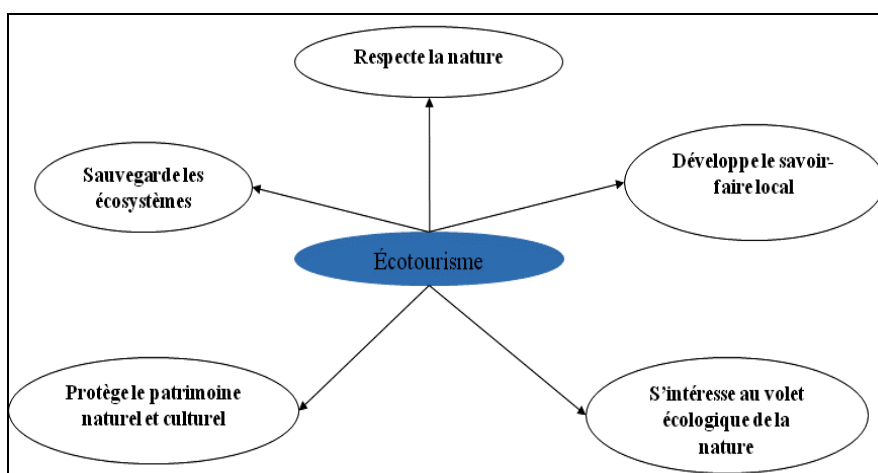 Respecte la nature
Sauvegarde les
écosystèmes
Développe le savoir-
faire local
Écotourisme
Protège le patrimoine
naturel et culturel
S'intéresse au volet
écologique de la
nature